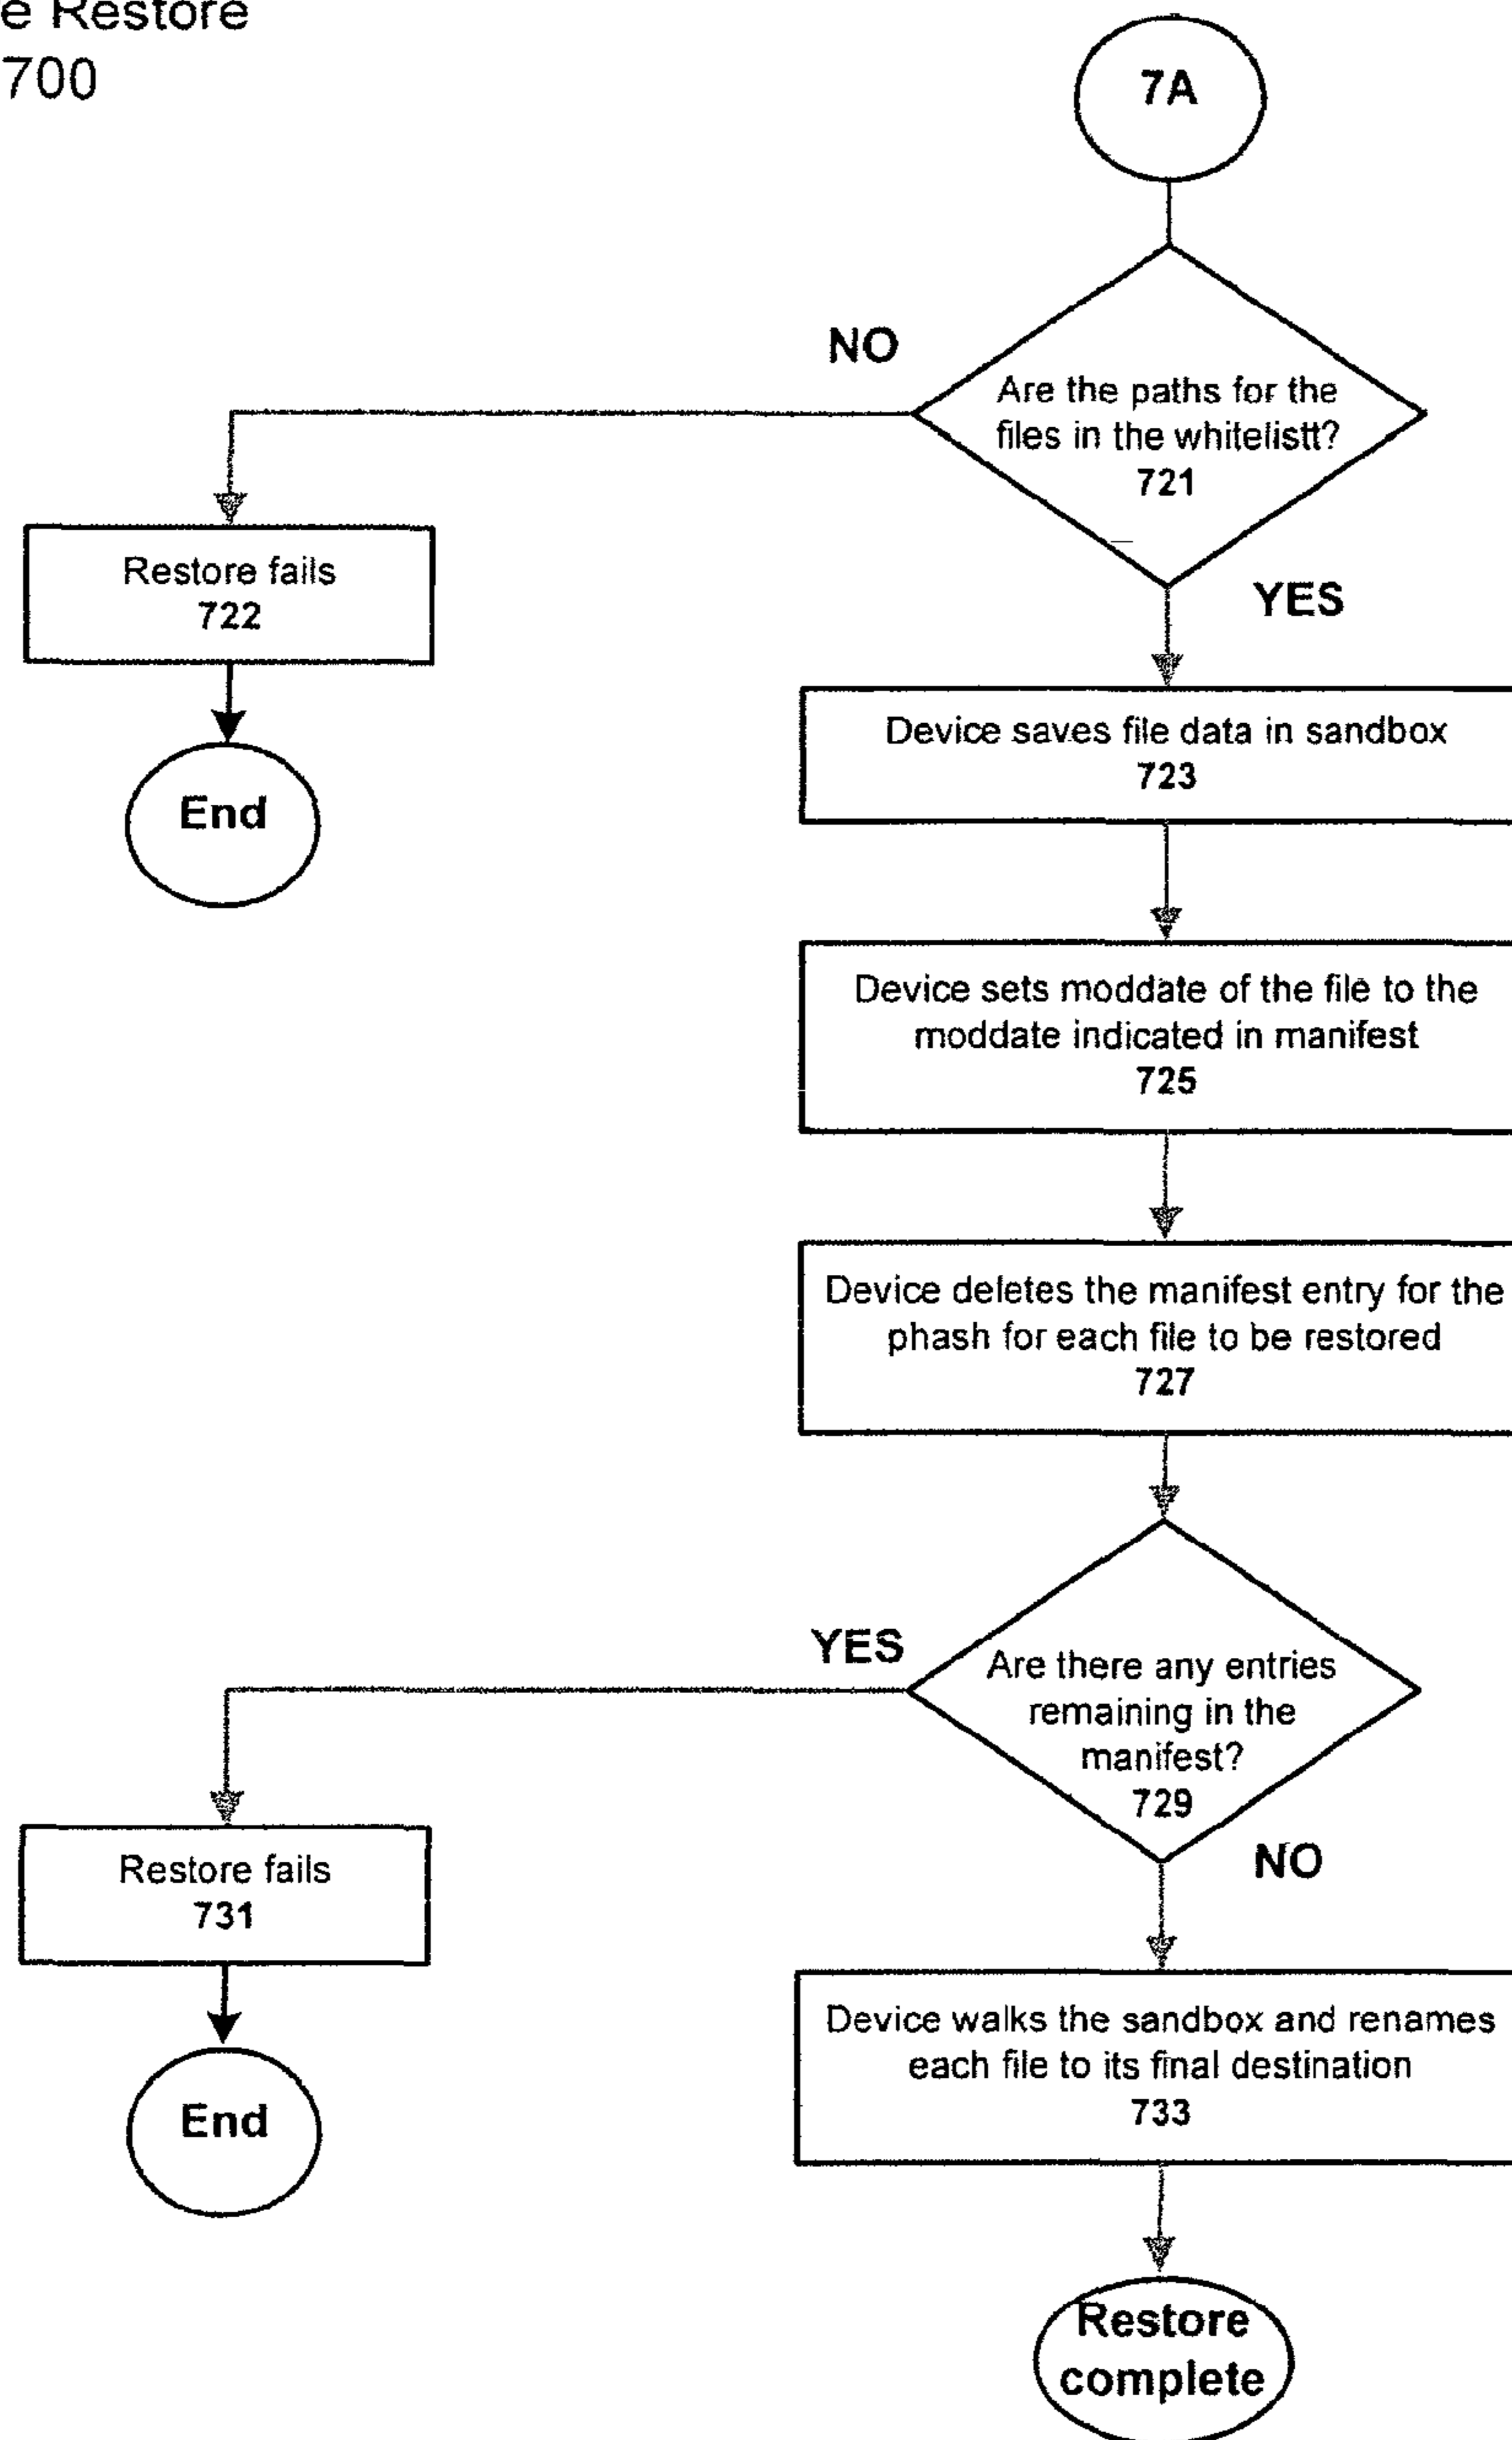 e Restore
700
7A
NO
Are the paths for the
files in the whitelistt?
721
YES
Restore fails
722
End
Device saves file data in sandbox
723
Device sets moddate of the file to the
moddate indicated in manifest
725
Device deletes the manifest entry for the
phash for each file to be restored
727
YES
Are there any entries
remaining in the
manifest?
729
NO
Restore fails
731
End
Device walks the sandbox and renames
each file to its final destination
733
Restore
complete